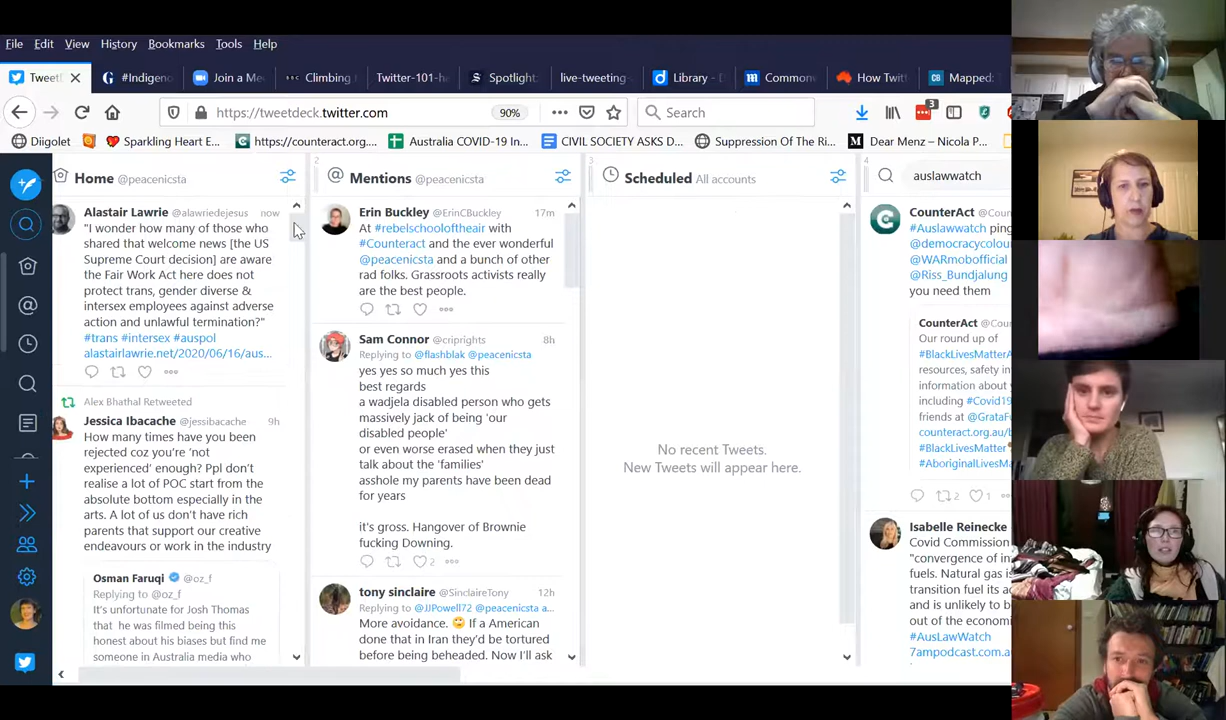 File Edit View History Bookmarks Tools Help
Tweet #Indigen Join a Me Climbing Twitter-101-h Spotlight: live-tweeting- Library - D Common How Twit Mapped:
https://tweetdeck.twitter.com 90% Search 3
Diigolet Sparkling Heart E... https://counteract.org.... Australia COVID-19 In... CIVIL SOCIETY ASKS D... Suppression Of The Ri... Dear Menz – Nicola P...
Home @peacenicsta
Alastair Lawrie @alawriedejesus now
"I wonder how many of those who
shared that welcome news [the US
Supreme Court decision] are aware
the Fair Work Act here does not
protect trans, gender diverse &
intersex employees against adverse
action and unlawful termination?"
#trans #intersex #auspol
alastairlawrie.net/2020/06/16/aus...
Alex Bhathal Retweeted
Jessica Ibacache @jessibacache 9h
How many times have you been
rejected coz you're 'not
experienced' enough? Ppl don't
realise a lot of POC start from the
absolute bottom especially in the
arts. A lot of us don't have rich
parents that support our creative
endeavours or work in the industry
Osman Faruqi @oz_f
Replying to @oz_f
It's unfortunate for Josh Thomas
that he was filmed being this
honest about his biases but find me
someone in Australia media who
2
Mentions @peacenicsta
Erin Buckley @ErinCBuckley 17m
At #rebelschooloftheair with
#Counteract and the ever wonderful
@peacenicsta and a bunch of other
rad folks. Grassroots activists really
are the best people.
Sam Connor @criprights 8h
Replying to @flashblak @peacenicsta
yes yes so much yes this
best regards
a wadjela disabled person who gets
massively jack of being 'our
disabled people'
or even worse erased when they just
talk about the 'families'
asshole my parents have been dead
for years
it's gross. Hangover of Brownie
fucking Downing.
2
tony sinclaire @SinclaireTony 12h
Replying to @JJPowell72 @peacenicsta a...
More avoidance. 🙄 If a American
done that in Iran they'd be tortured
before being beheaded. Now I'll ask
3
Scheduled All accounts
No recent Tweets.
New Tweets will appear here.
4
auslawwatch
CounterAct @Coun
#Auslawwatch ping
@democracycolou
@WARmobofficial
@Riss_Bundjalung
you need them
CounterAct @Cou
Our round up of
#BlackLivesMatterA
resources, safety in
information about
including #Covid19
friends at @GrataFu
counteract.org.au/b
#BlackLivesMatter
#AboriginalLivesMa
2 1
Isabelle Reinecke
Covid Commission
"convergence of in
fuels. Natural gas is
transition fuel its a
and is unlikely to b
out of the econom
#AusLawWatch
7ampodcast.com.a